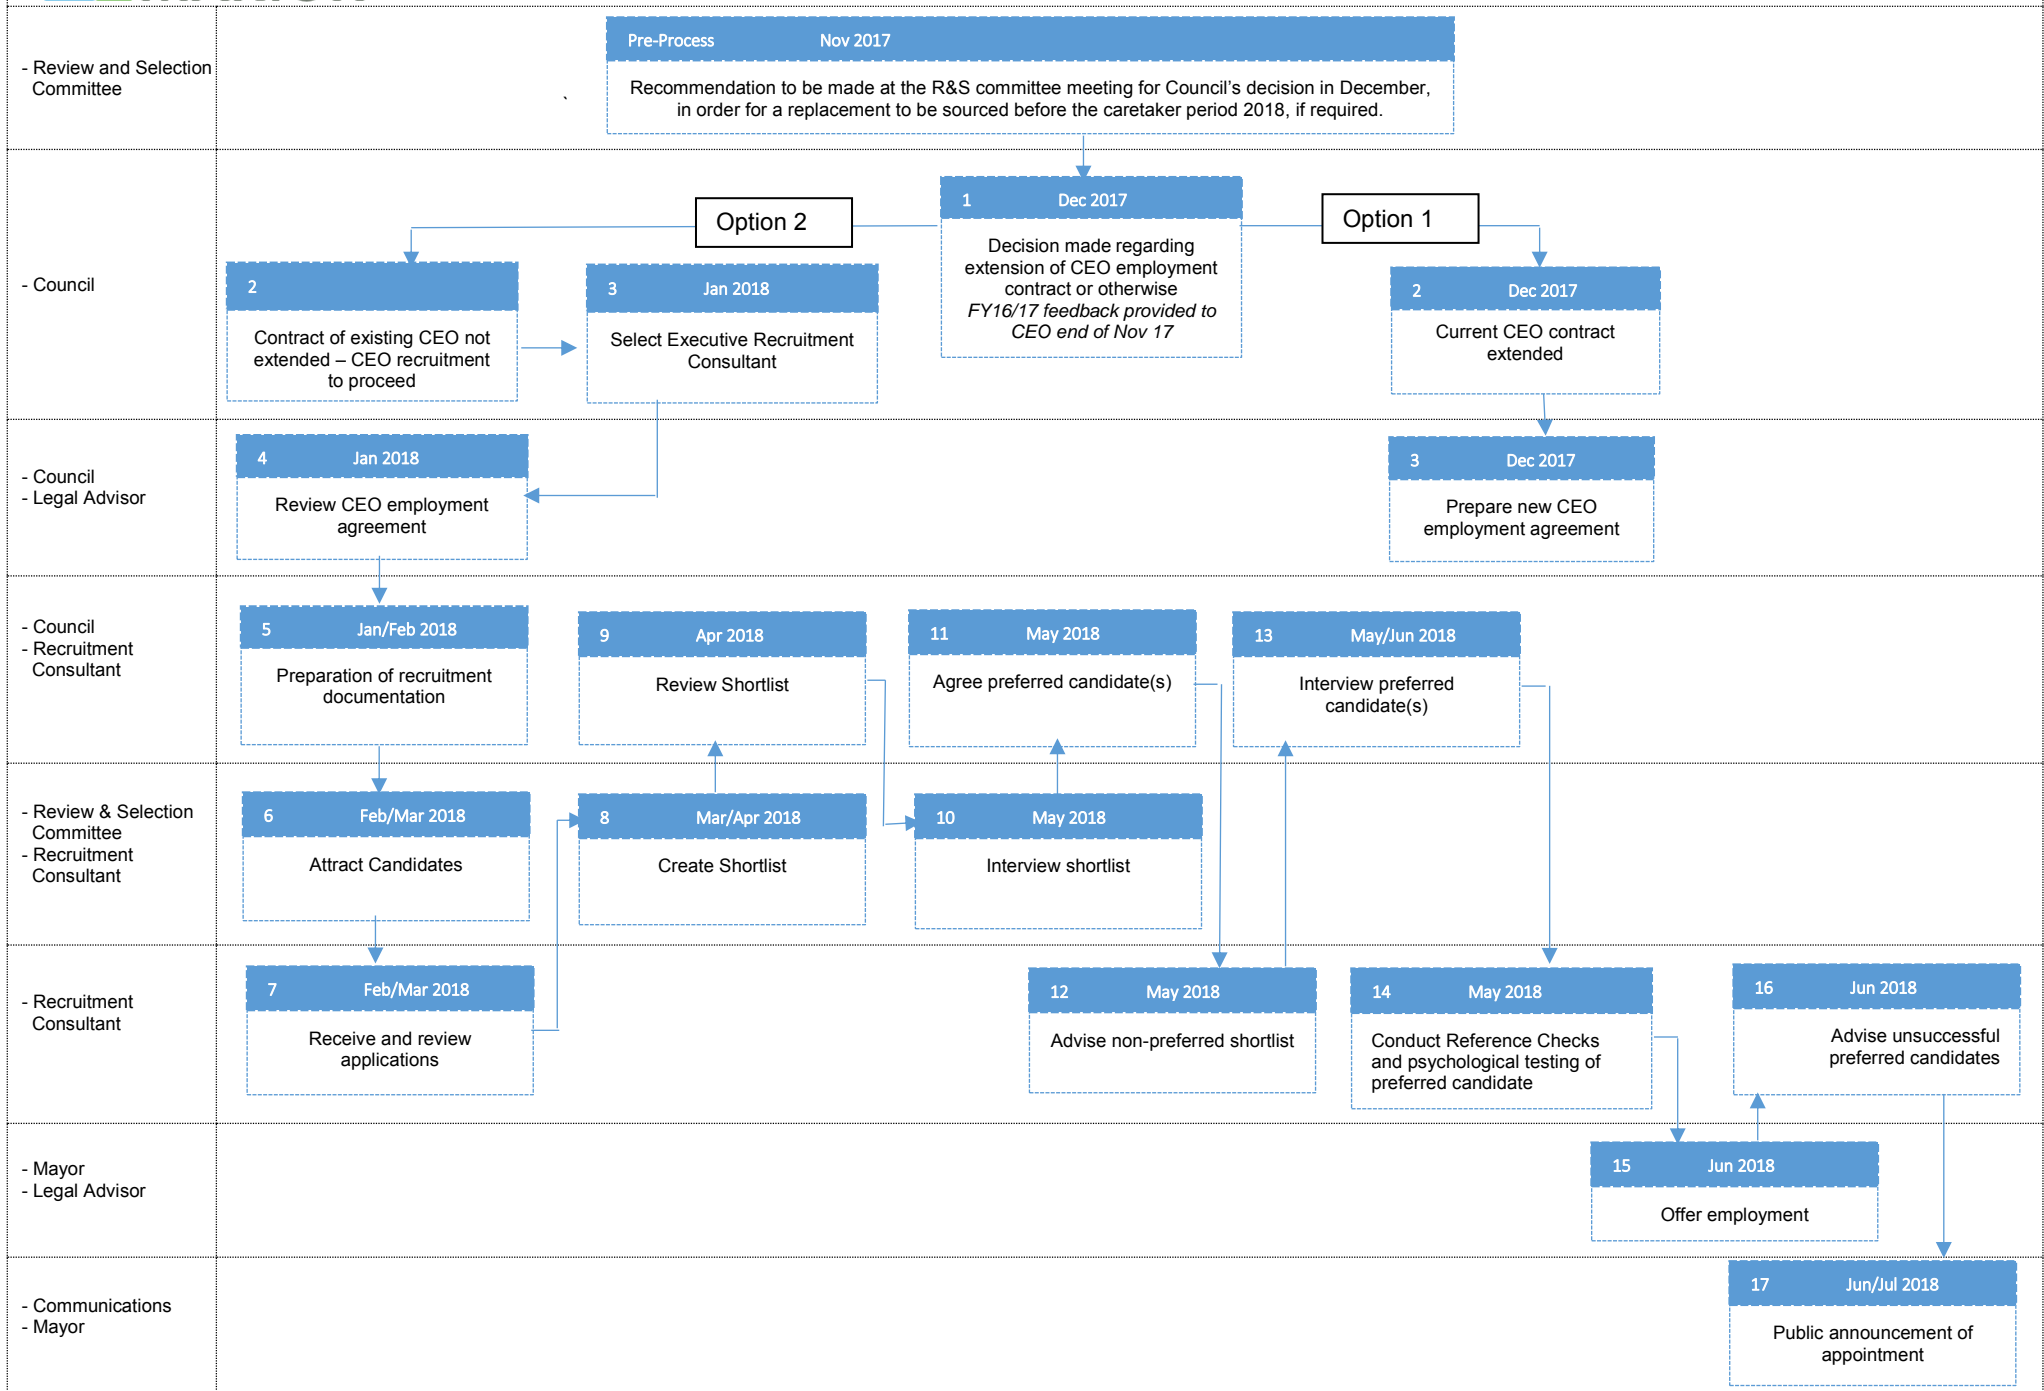 - Review and Selection
Committee
Pre-Process Nov 2017
Recommendation to be made at the R&S committee meeting for Council's decision in December,
in order for a replacement to be sourced before the caretaker period 2018, if required.
- Council
Option 2
1 Dec 2017
Decision made regarding
extension of CEO employment
contract or otherwise
FY16/17 feedback provided to
CEO end of Nov 17
Option 1
2
Contract of existing CEO not
extended – CEO recruitment
to proceed
3 Jan 2018
Select Executive Recruitment
Consultant
2 Dec 2017
Current CEO contract
extended
- Council
- Legal Advisor
4 Jan 2018
Review CEO employment
agreement
3 Dec 2017
Prepare new CEO
employment agreement
- Council
- Recruitment
Consultant
5 Jan/Feb 2018
Preparation of recruitment
documentation
9 Apr 2018
Review Shortlist
11 May 2018
Agree preferred candidate(s)
13 May/Jun 2018
Interview preferred
candidate(s)
- Review & Selection
Committee
- Recruitment
Consultant
6 Feb/Mar 2018
Attract Candidates
8 Mar/Apr 2018
Create Shortlist
10 May 2018
Interview shortlist
- Recruitment
Consultant
7 Feb/Mar 2018
Receive and review
applications
12 May 2018
Advise non-preferred shortlist
14 May 2018
Conduct Reference Checks
and psychological testing of
preferred candidate
16 Jun 2018
Advise unsuccessful
preferred candidates
- Mayor
- Legal Advisor
15 Jun 2018
Offer employment
- Communications
- Mayor
17 Jun/Jul 2018
Public announcement of
appointment